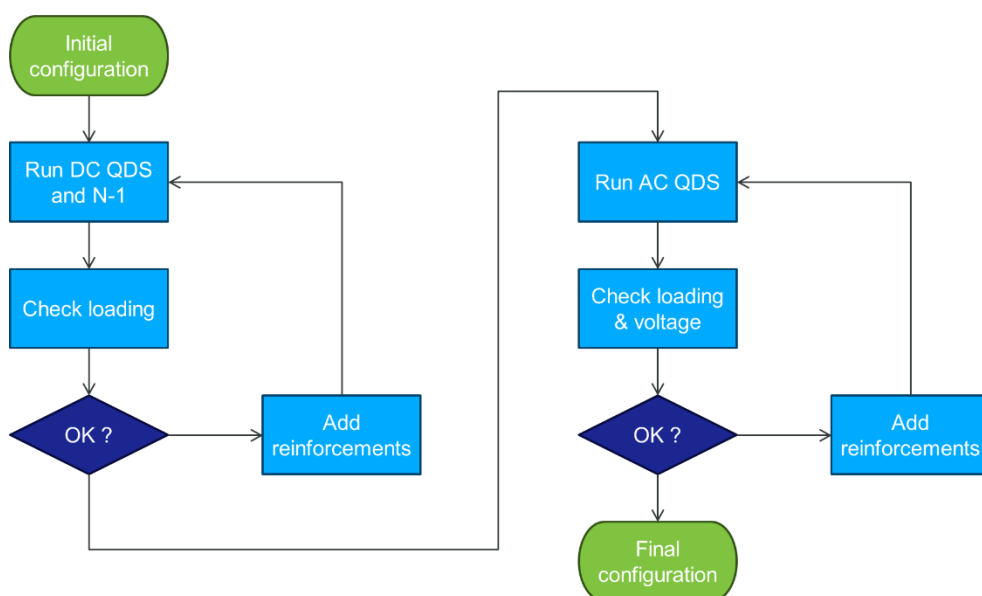 Initial
configuration
Run DC QDS
and N-1
Check loading
OK ?
Add
reinforcements
Run AC QDS
Check loading
& voltage
OK ?
Add
reinforcements
Final
configuration